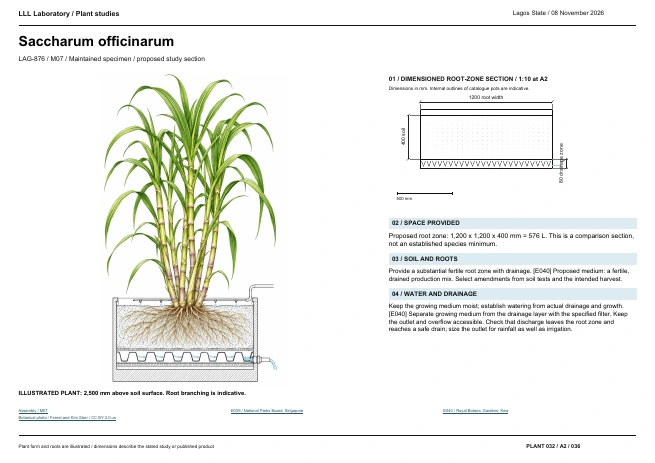 LLL Laboratory / Plant studies
Lagos State / 08 November 2026
Saccharum officinarum
LAG-876 / M07 / Maintained specimen / proposed study section
01 / DIMENSIONED ROOT-ZONE SECTION / 1:10 at A2
Dimensions in mm. Internal outlines of catalogue pots are indicative.
1200 root width
400 soil
80 drainage zone
500 mm
02 / SPACE PROVIDED
Proposed root zone: 1,200 x 1,200 x 400 mm = 576 L. This is a comparison section,
not an established species minimum.
03 / SOIL AND ROOTS
Provide a substantial fertile root zone with drainage. [E040] Proposed medium: a fertile,
drained production mix. Select amendments from soil tests and the intended harvest.
04 / WATER AND DRAINAGE
Keep the growing medium moist; establish watering from actual drainage and growth.
[E040] Separate growing medium from the drainage layer with the specified filter. Keep
the outlet and overflow accessible. Check that discharge leaves the root zone and
reaches a safe drain; size the outlet for rainfall as well as irrigation.
ILLUSTRATED PLANT: 2,500 mm above soil surface. Root branching is indicative.
Assembly / M07
Botanical photo / Forest and Kim Starr / CC BY 3.0 us
E039 / National Parks Board, Singapore
E040 / Royal Botanic Gardens, Kew
Plant form and roots are illustrated / dimensions describe the stated study or published product
PLANT 032 / A2 / 036